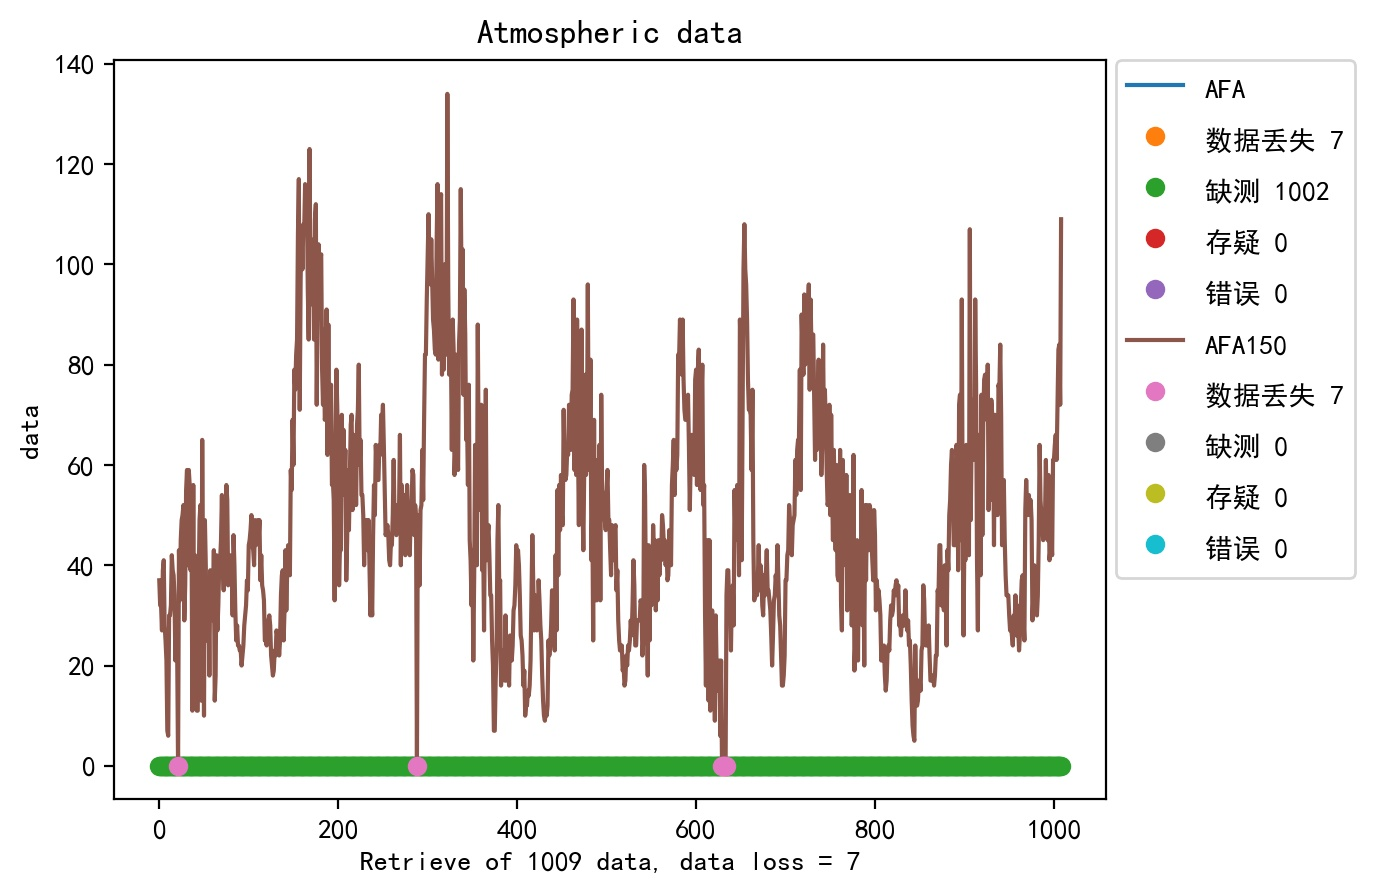 Atmospheric data
140
120
100
80
60
40
20
0
data
0 200 400 600 800 1000
Retrieve of 1009 data, data loss = 7
AFA
数据丢失 7
缺测 1002
存疑 0
错误 0
AFA150
数据丢失 7
缺测 0
存疑 0
错误 0